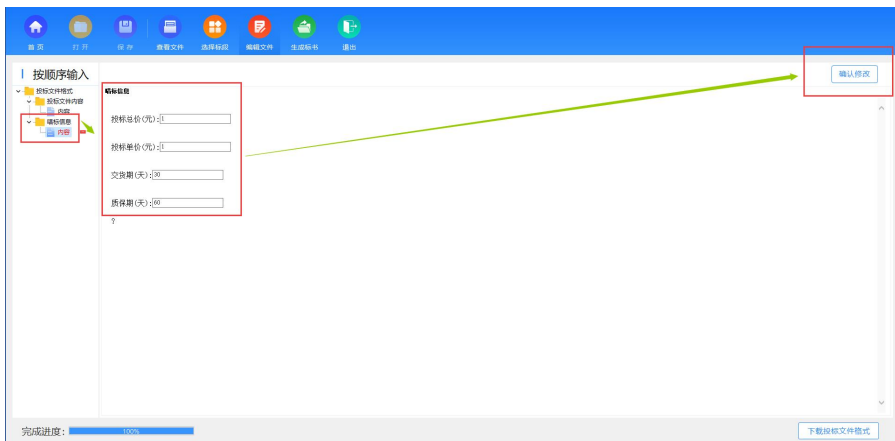 首页 打开 保存 查看文件 选择标段 编辑文件 生成标书 退出
按顺序输入
确认修改
投标文件格式
投标文件内容
内容
唱标信息
内容
唱标信息
投标总价(元):1
投标单价(元):1
交货期(天):30
质保期(天):60
?
完成进度: 100%
下载投标文件格式